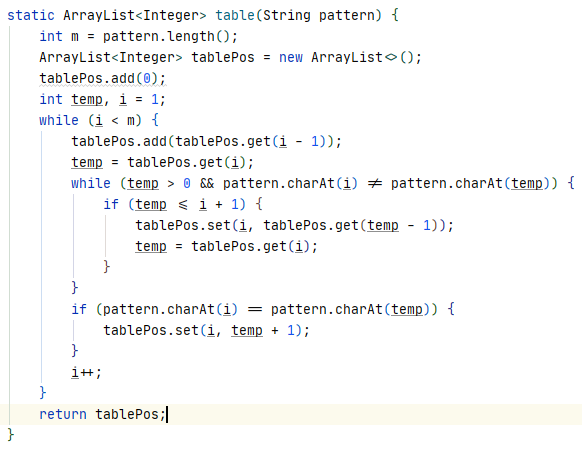 static ArrayList<Integer> table(String pattern) {
    int m = pattern.length();
    ArrayList<Integer> tablePos = new ArrayList<>();
    tablePos.add(0);
    int temp, i = 1;
    while (i < m) {
        tablePos.add(tablePos.get(i - 1));
        temp = tablePos.get(i);
        while (temp > 0 && pattern.charAt(i) ≠ pattern.charAt(temp)) {
            if (temp ≤ i + 1) {
                tablePos.set(i, tablePos.get(temp - 1));
                temp = tablePos.get(i);
            }
        }
        if (pattern.charAt(i) == pattern.charAt(temp)) {
            tablePos.set(i, temp + 1);
        }
        i++;
    }
    return tablePos;
}